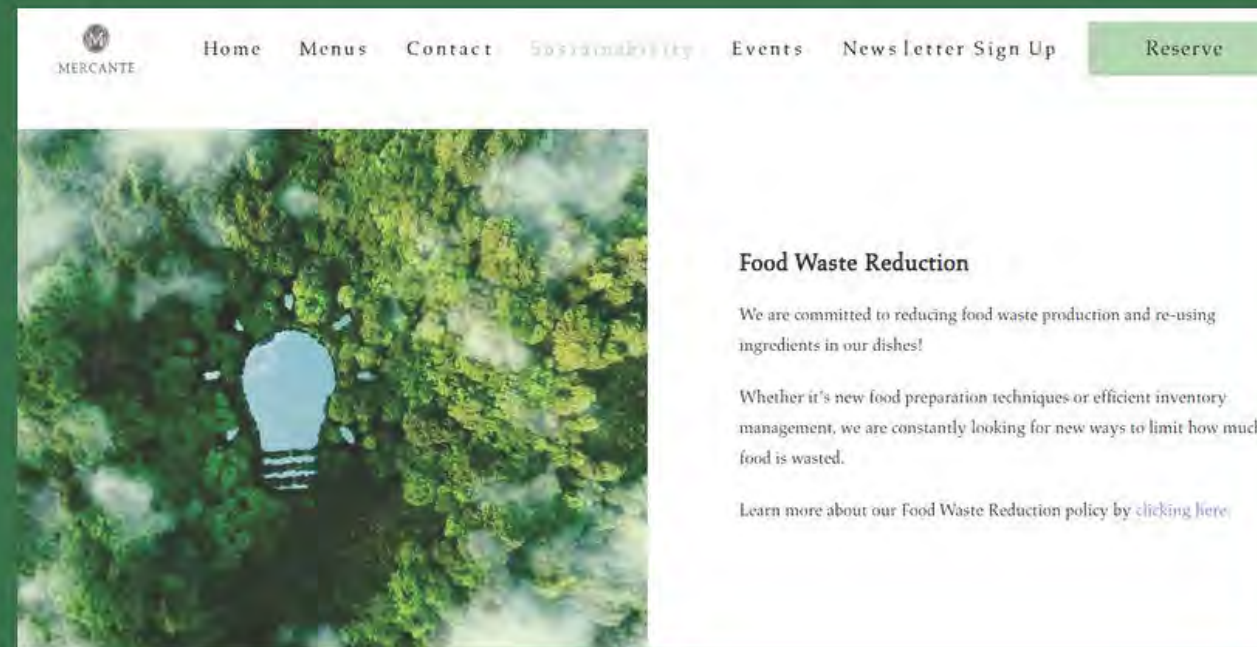 MERCANTE
Home Menus Contact Sustainability Events Newsletter Sign Up Reserve
Food Waste Reduction
We are committed to reducing food waste production and re-using
ingredients in our dishes!
Whether it's new food preparation techniques or efficient inventory
management, we are constantly looking for new ways to limit how much
food is wasted.
Learn more about our Food Waste Reduction policy by clicking here.